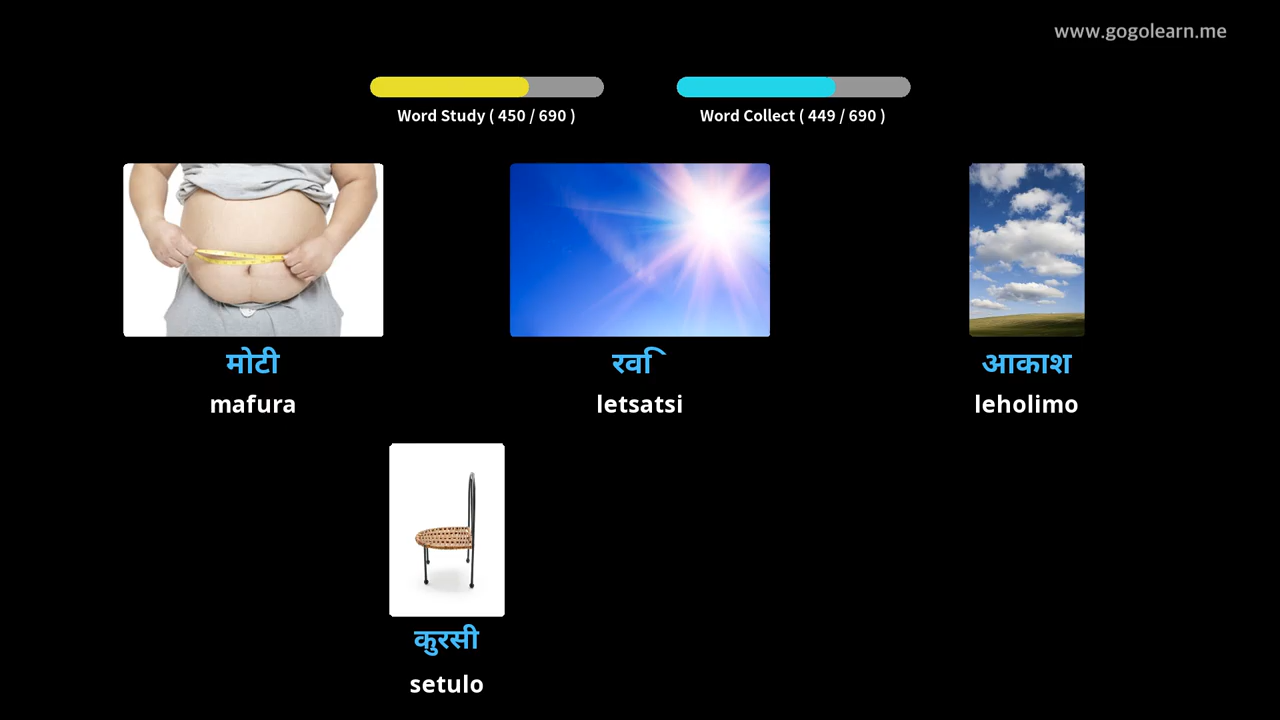 www.gogolearn.me
Word Study ( 450 / 690 )
Word Collect ( 449 / 690 )
मोटी
mafura
रवि
letsatsi
आकाश
leholimo
कुरसी
setulo